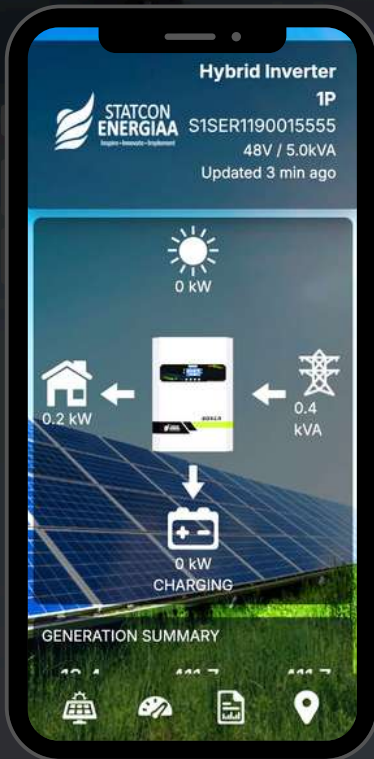 Hybrid Inverter
1P
STATCON
ENERGIAA
Inspire • Innovate • Implement
S1SER1190015555
48V / 5.0kVA
Updated 3 min ago
0 kW
0.2 kW
0.4
kVA
0 kW
CHARGING
GENERATION SUMMARY